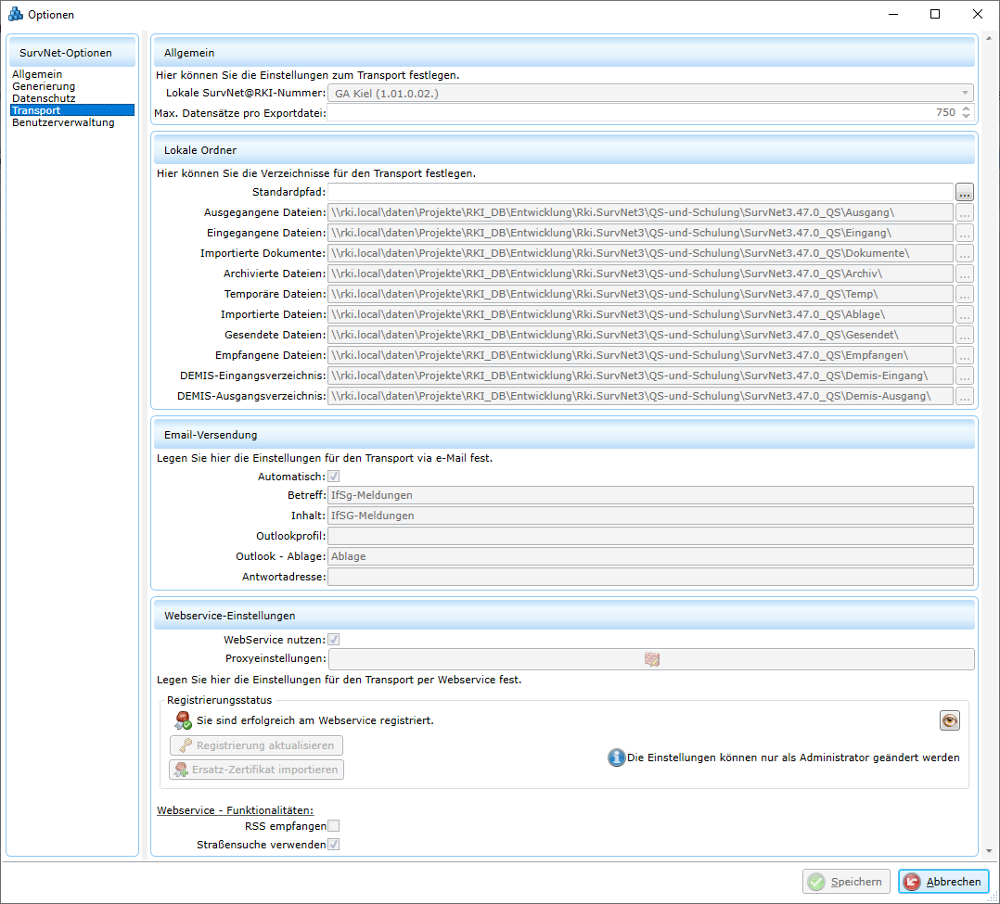 Optionen
SurvNet-Optionen
Allgemein
Generierung
Datenschutz
Transport
Benutzerverwaltung
Allgemein
Hier können Sie die Einstellungen zum Transport festlegen.
Lokale SurvNet@RKI-Nummer: GA Kiel (1.01.0.02.)
Max. Datensätze pro Exportdatei: 750
Lokale Ordner
Hier können Sie die Verzeichnisse für den Transport festlegen.
Standardpfad: ...
Ausgegangene Dateien: \\rki.local\daten\Projekte\RKI_DB\Entwicklung\Rki.SurvNet3\QS-und-Schulung\SurvNet3.47.0_QS\Ausgang\ ...
Eingegangene Dateien: \\rki.local\daten\Projekte\RKI_DB\Entwicklung\Rki.SurvNet3\QS-und-Schulung\SurvNet3.47.0_QS\Eingang\ ...
Importierte Dokumente: \\rki.local\daten\Projekte\RKI_DB\Entwicklung\Rki.SurvNet3\QS-und-Schulung\SurvNet3.47.0_QS\Dokumente\ ...
Archivierte Dateien: \\rki.local\daten\Projekte\RKI_DB\Entwicklung\Rki.SurvNet3\QS-und-Schulung\SurvNet3.47.0_QS\Archiv\ ...
Temporäre Dateien: \\rki.local\daten\Projekte\RKI_DB\Entwicklung\Rki.SurvNet3\QS-und-Schulung\SurvNet3.47.0_QS\Temp\ ...
Importierte Dateien: \\rki.local\daten\Projekte\RKI_DB\Entwicklung\Rki.SurvNet3\QS-und-Schulung\SurvNet3.47.0_QS\Ablage\ ...
Gesendete Dateien: \\rki.local\daten\Projekte\RKI_DB\Entwicklung\Rki.SurvNet3\QS-und-Schulung\SurvNet3.47.0_QS\Gesendet\ ...
Empfangene Dateien: \\rki.local\daten\Projekte\RKI_DB\Entwicklung\Rki.SurvNet3\QS-und-Schulung\SurvNet3.47.0_QS\Empfangen\ ...
DEMIS-Eingangsverzeichnis: \\rki.local\daten\Projekte\RKI_DB\Entwicklung\Rki.SurvNet3\QS-und-Schulung\SurvNet3.47.0_QS\Demis-Eingang\ ...
DEMIS-Ausgangsverzeichnis: \\rki.local\daten\Projekte\RKI_DB\Entwicklung\Rki.SurvNet3\QS-und-Schulung\SurvNet3.47.0_QS\Demis-Ausgang\ ...
Email-Versendung
Legen Sie hier die Einstellungen für den Transport via e-Mail fest.
Automatisch:
Betreff: IfSg-Meldungen
Inhalt: IfSG-Meldungen
Outlookprofil:
Outlook - Ablage: Ablage
Antwortadresse:
Webservice-Einstellungen
WebService nutzen:
Proxyeinstellungen:
Legen Sie hier die Einstellungen für den Transport per Webservice fest.
Registrierungsstatus
Sie sind erfolgreich am Webservice registriert.
Registrierung aktualisieren
Die Einstellungen können nur als Administrator geändert werden
Ersatz-Zertifikat importieren
Webservice - Funktionalitäten:
RSS empfangen
Straßensuche verwenden
Speichern Abbrechen